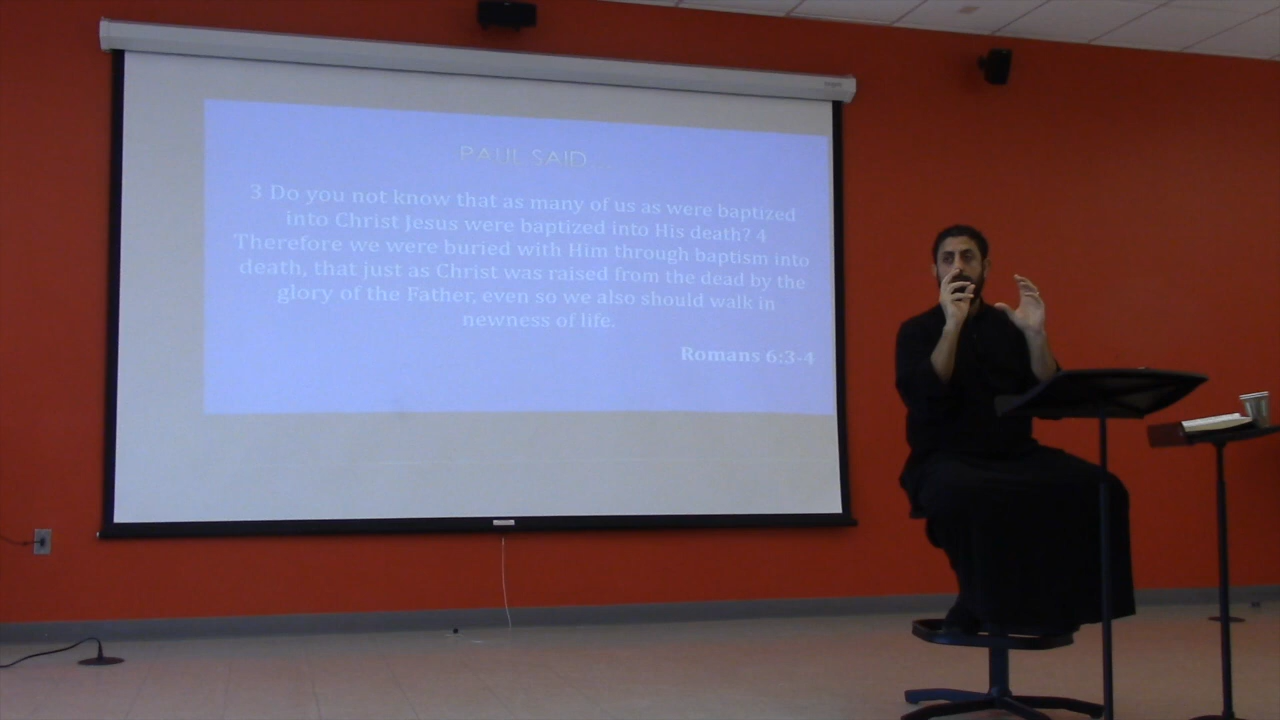 PAUL SAID...
3 Do you not know that as many of us as were baptized
into Christ Jesus were baptized into His death? 4
Therefore we were buried with Him through baptism into
death, that just as Christ was raised from the dead by the
glory of the Father, even so we also should walk in
newness of life.
Romans 6:3-4